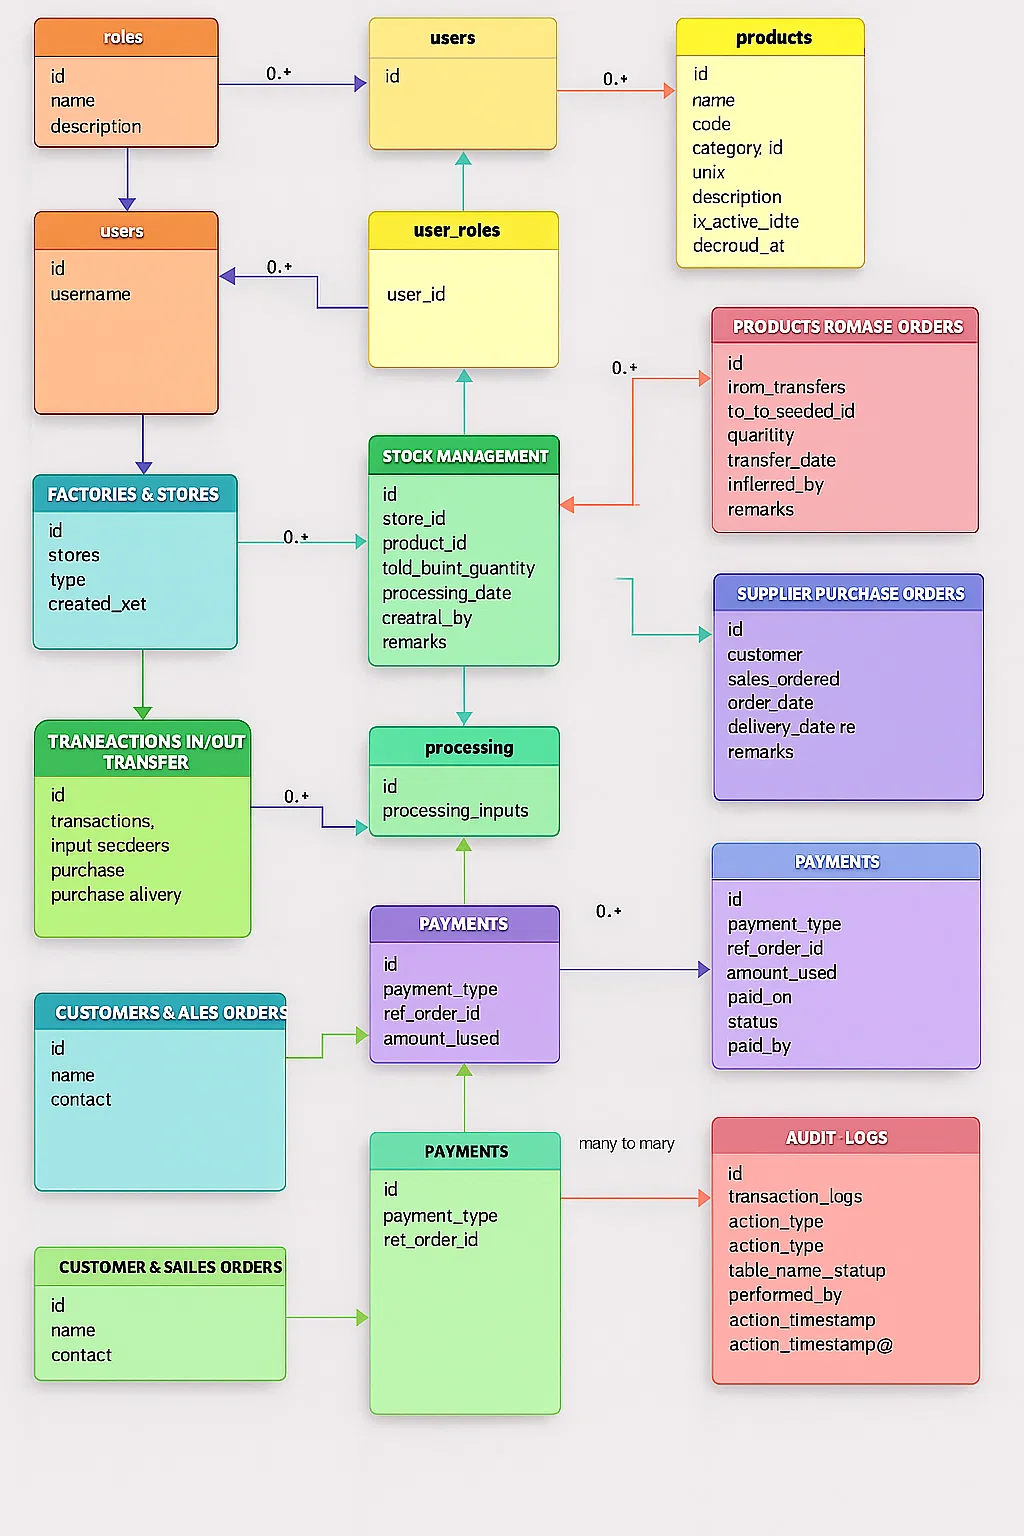 roles
id
name
description
0.+
users
id
0.+
products
id
name
code
category. id
unix
description
ix_active_idte
decroud_at
users
id
username
0.+
user_roles
user_id
0.+
PRODUCTS ROMASE ORDERS
id
irom_transfers
to_to_seeded_id
quaritity
transfer_date
inflerred_by
remarks
FACTORIES & STORES
id
stores
type
created_xet
0.+
STOCK MANAGEMENT
id
store_id
product_id
told_buint_guantity
processing_date
creatral_by
remarks
SUPPLIER PURCHASE ORDERS
id
customer
sales_ordered
order_date
delivery_date re
remarks
TRANEACTIONS IN/OUT
TRANSFER
id
transactions,
input secdeers
purchase
purchase alivery
0.+
processing
id
processing_inputs
PAYMENTS
id
payment_type
ref_order_id
amount_lused
0.+
PAYMENTS
id
payment_type
ref_order_id
amount_used
paid_on
status
paid_by
CUSTOMERS & ALES ORDERS
id
name
contact
PAYMENTS
id
payment_type
ret_order_id
many to mary
AUDIT-LOGS
id
transaction_logs
action_type
action_type
table_name_statup
performed_by
action_timestamp
action_timestamp@
CUSTOMER & SAILES ORDERS
id
name
contact